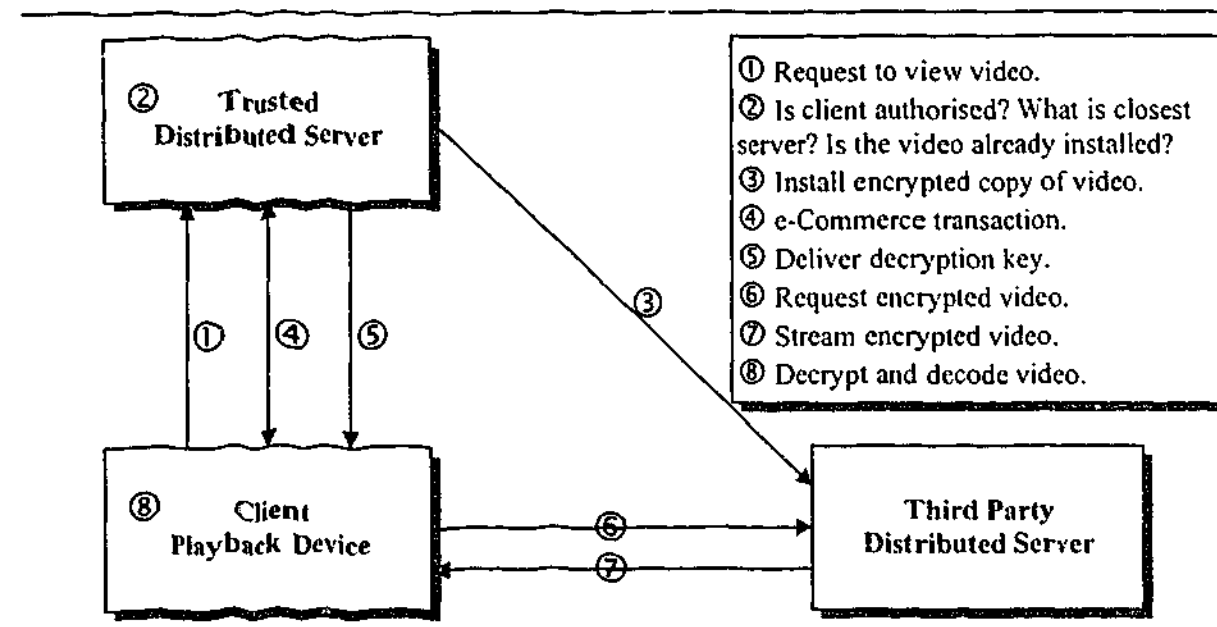 ② Trusted
Distributed Server
① Request to view video.
② Is client authorised? What is closest
server? Is the video already installed?
③ Install encrypted copy of video.
④ e-Commerce transaction.
⑤ Deliver decryption key.
⑥ Request encrypted video.
⑦ Stream encrypted video.
⑧ Decrypt and decode video.
③
① ④ ⑤
⑧ Client
Playback Device
⑥
⑦
Third Party
Distributed Server